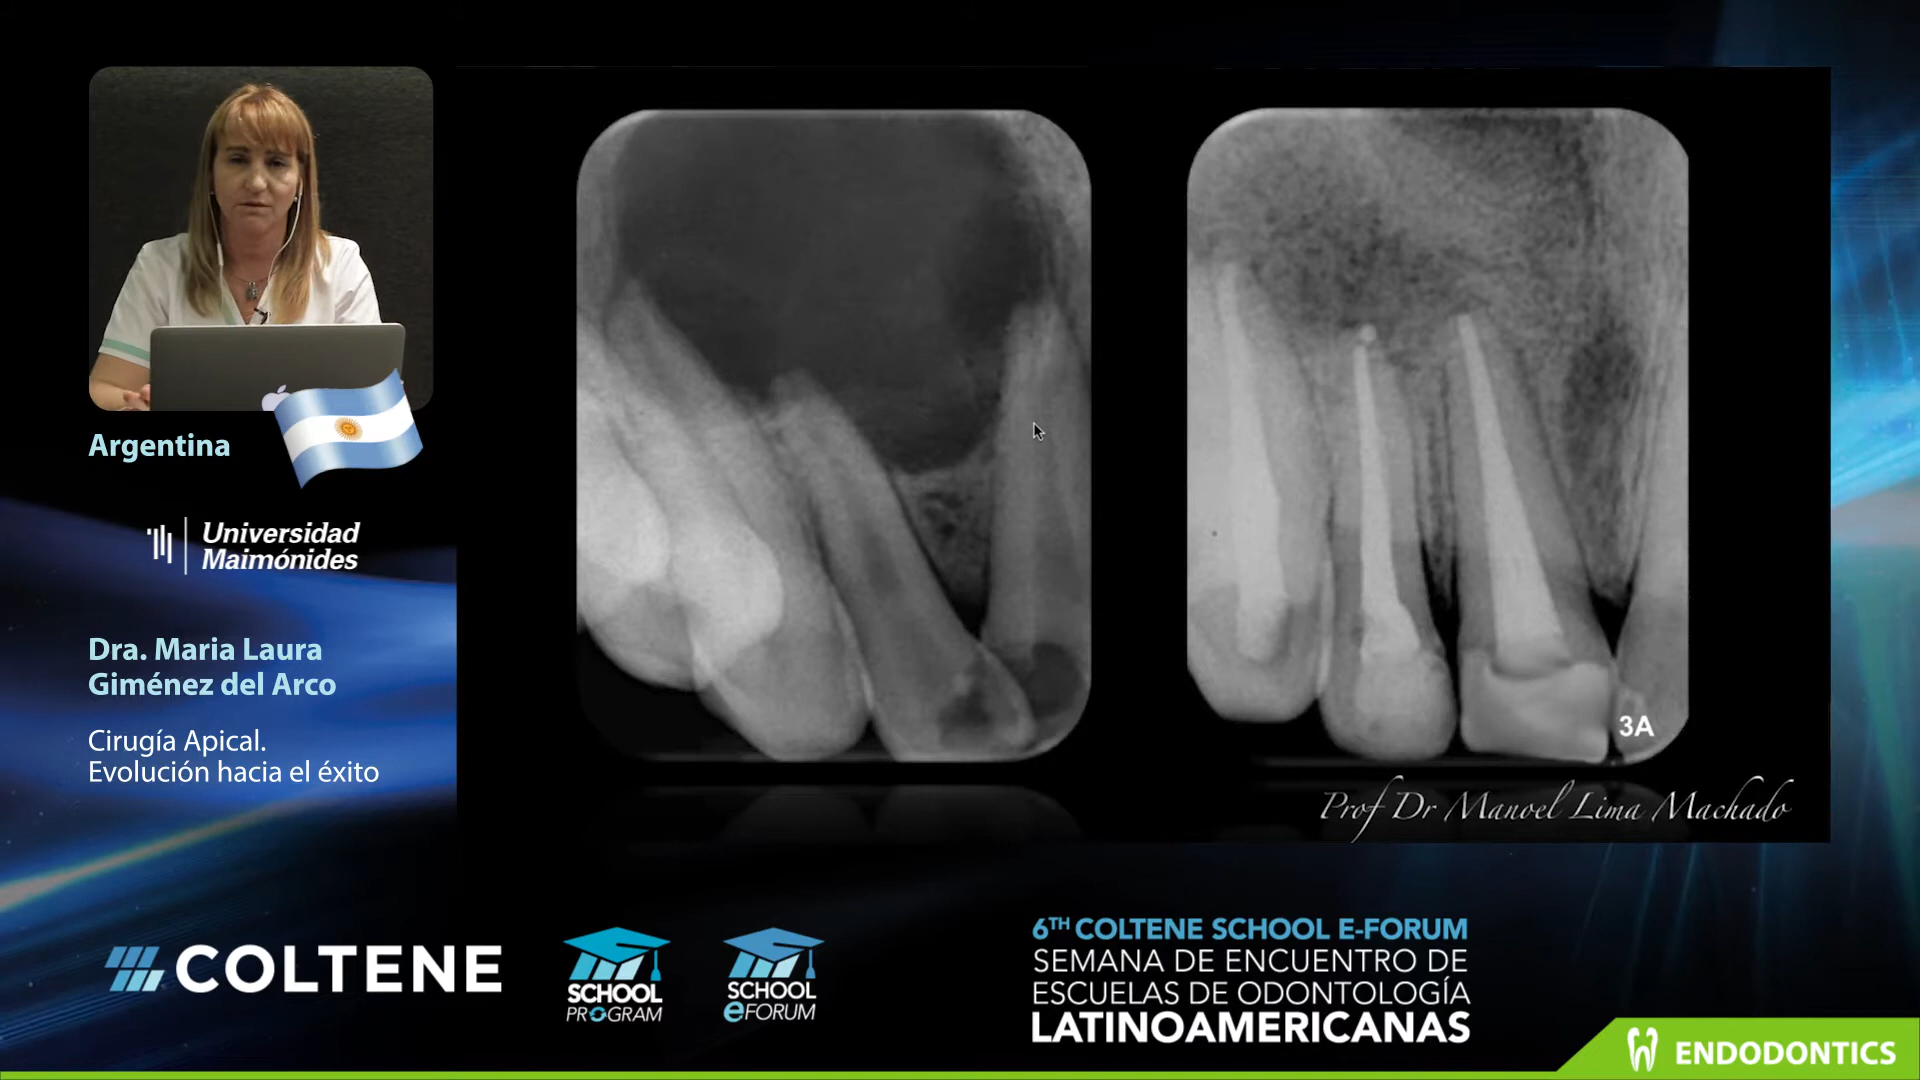 Argentina
Universidad
Maimónides
Dra. Maria Laura
Giménez del Arco
Cirugía Apical.
Evolución hacia el éxito
3A
Prof Dr Manoel Lima Machado
COLTENE
SCHOOL
PROGRAM
SCHOOL
eFORUM
6TH COLTENE SCHOOL E-FORUM
SEMANA DE ENCUENTRO DE
ESCUELAS DE ODONTOLOGÍA
LATINOAMERICANAS
ENDODONTICS